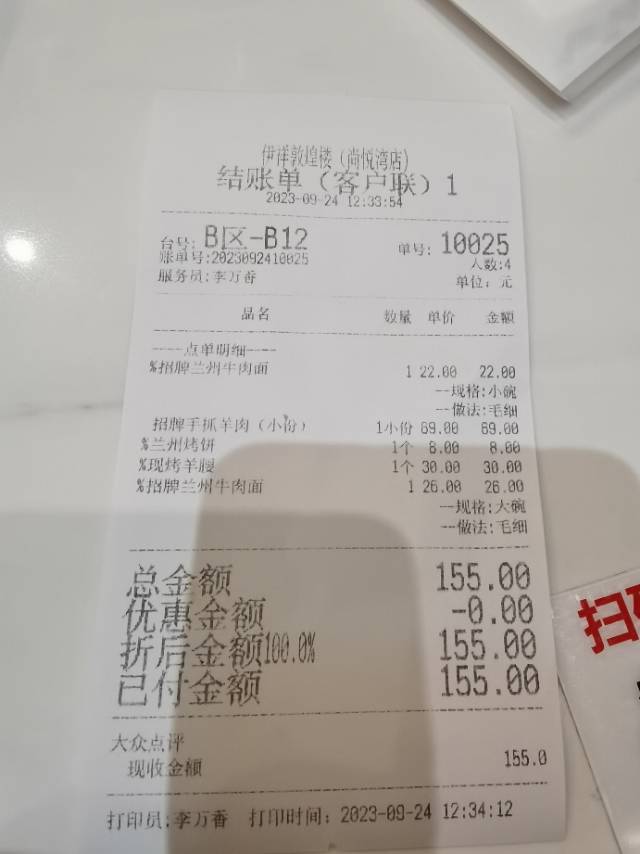 伊祥敦煌楼（尚悦湾店）
结账单（客户联）1
2023-09-24 12:33:54
台号: B区-B12 单号: 10025
账单号:2023092410025 人数:4
服务员:李万香 单位: 元
品名 数量 单价 金额
----点单明细----
%招牌兰州牛肉面 1 22.00 22.00
--规格:小碗
--做法:毛细
招牌手抓羊肉（小份） 1小份 69.00 69.00
%兰州烤饼 1个 8.00 8.00
%现烤羊腰 1个 30.00 30.00
%招牌兰州牛肉面 1 26.00 26.00
--规格:大碗
--做法:毛细
总金额 155.00
优惠金额 -0.00
折后金额100.0% 155.00
已付金额 155.00
大众点评
现收金额 155.0
打印员:李万香 打印时间: 2023-09-24 12:34:12
扫